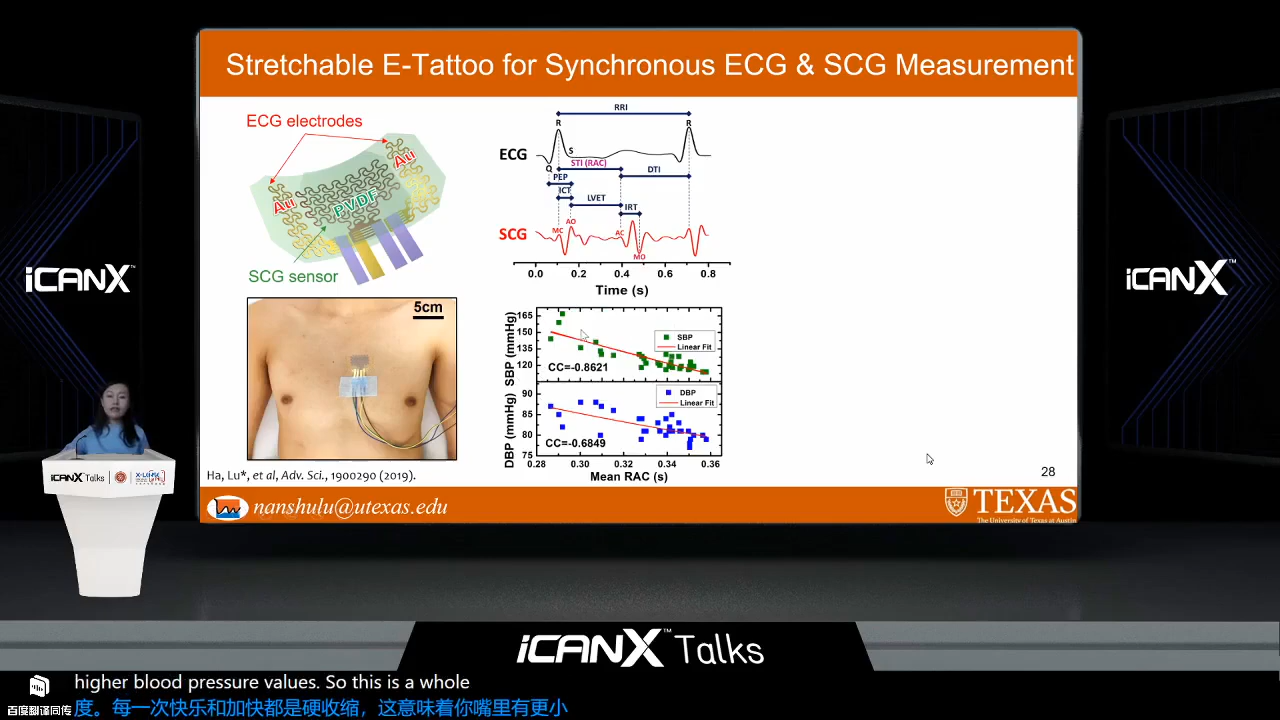 Stretchable E-Tattoo for Synchronous ECG & SCG Measurement
ECG electrodes
Au
Au
PVDF
SCG sensor
RRI
R
R
ECG
S
Q
STI (RAC)
DTI
PEP
ICT
LVET
IRT
SCG
MC
AO
AC
MO
0.0 0.2 0.4 0.6 0.8
Time (s)
5cm
165
150
135
120
SBP (mmHg)
SBP
Linear Fit
CC=-0.8621
90
85
80
75
DBP (mmHg)
DBP
Linear Fit
CC=-0.6849
0.28 0.30 0.32 0.34 0.36
Mean RAC (s)
Ha, Lu*, et al, Adv. Sci., 1900290 (2019).
28
nanshulu@utexas.edu
TEXAS
The University of Texas at Austin
iCANX™
iCANX™
iCANX Talks
iCANX™ Talks
higher blood pressure values. So this is a whole
百度翻译同传
度。每一次快乐和加快都是硬收缩，这意味着你嘴里有更小